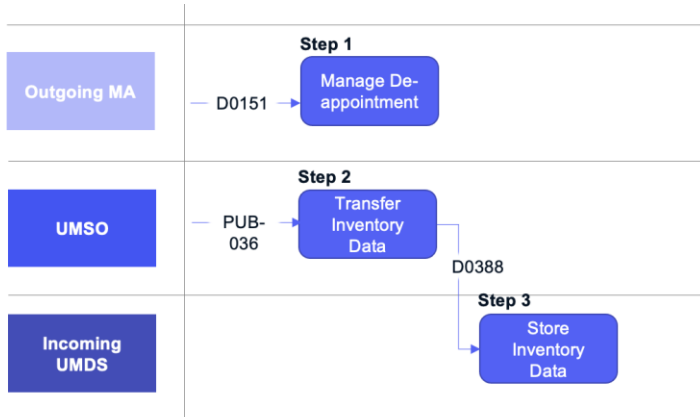 Step 1
Outgoing MA
D0151
Manage De-
appointment
Step 2
UMSO
PUB-
036
Transfer
Inventory
Data
D0388
Step 3
Incoming
UMDS
Store
Inventory
Data